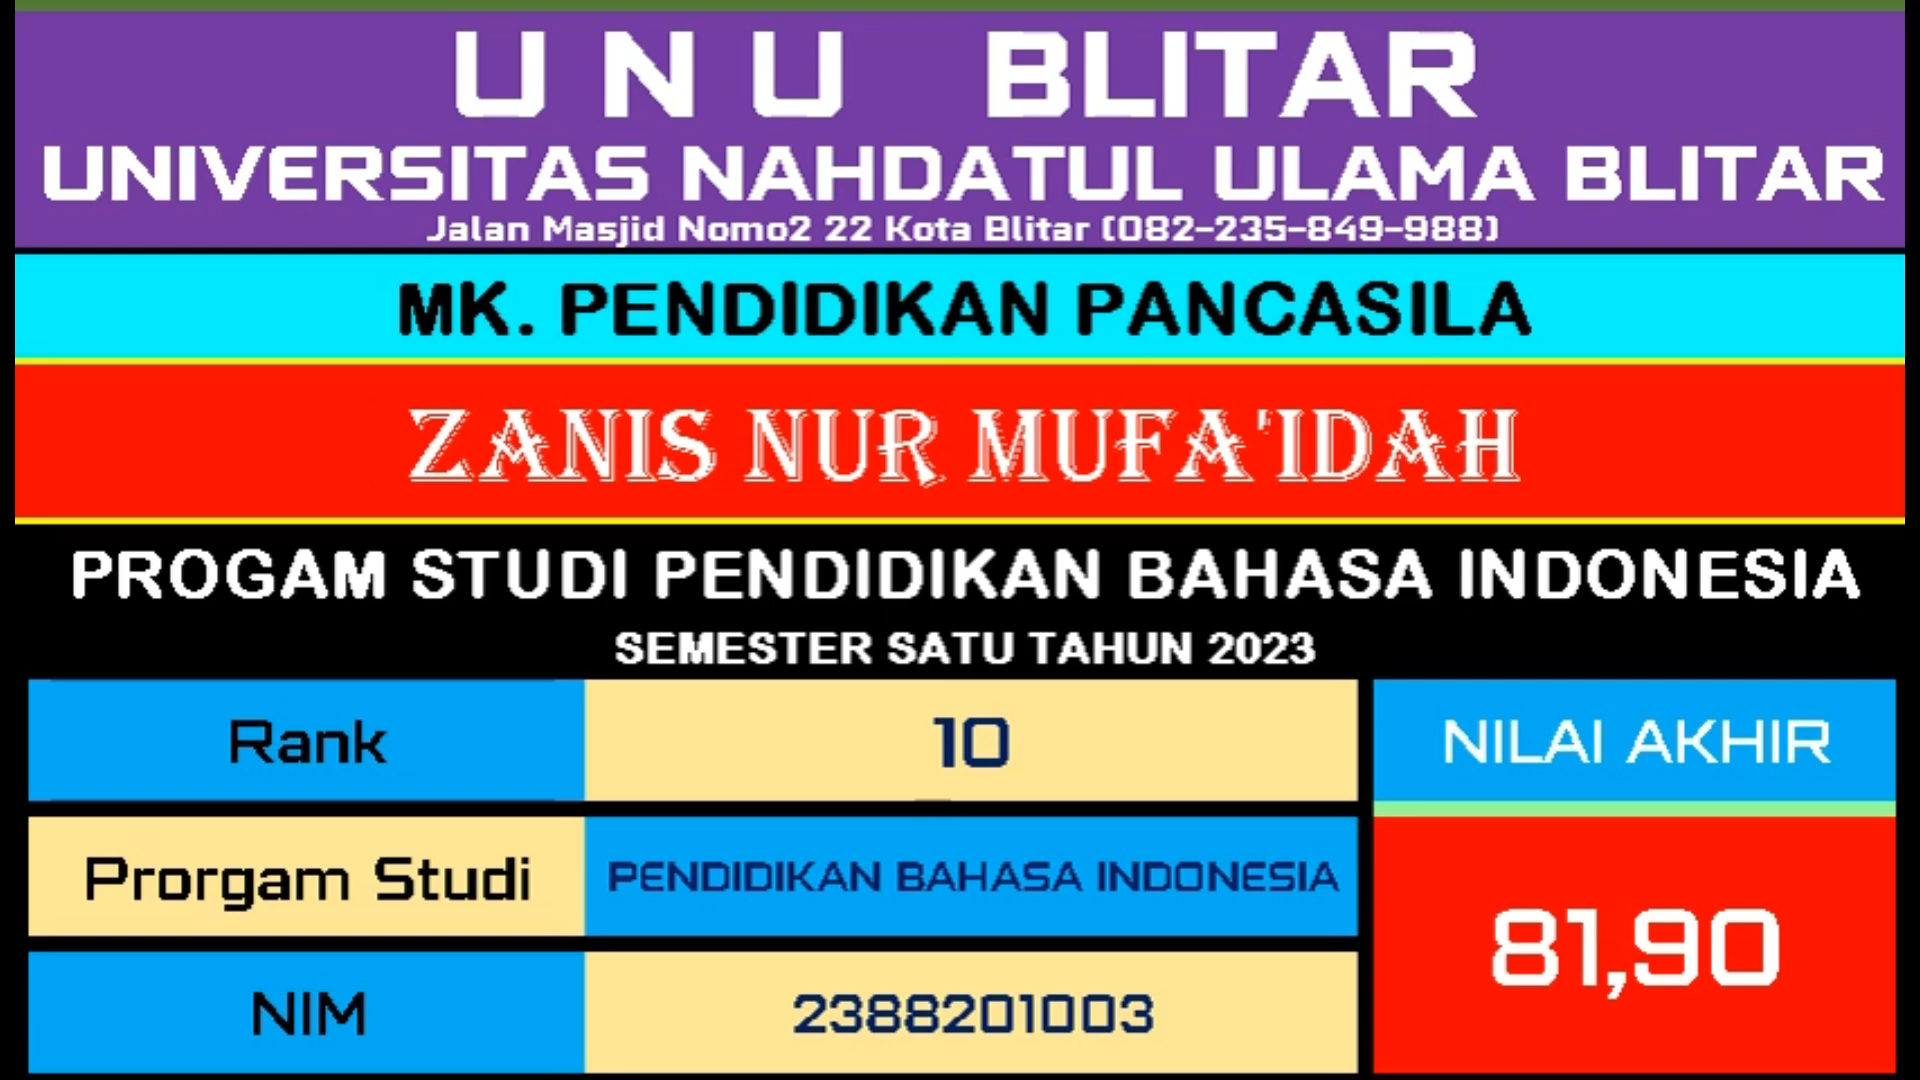 U N U BLITAR
UNIVERSITAS NAHDATUL ULAMA BLITAR
Jalan Masjid Nomo2 22 Kota Blitar (082-235-849-988)
MK. PENDIDIKAN PANCASILA
ZANIS NUR MUFA'IDAH
PROGAM STUDI PENDIDIKAN BAHASA INDONESIA
SEMESTER SATU TAHUN 2023
Rank 10
NILAI AKHIR
Prorgam Studi PENDIDIKAN BAHASA INDONESIA
81,90
NIM 2388201003